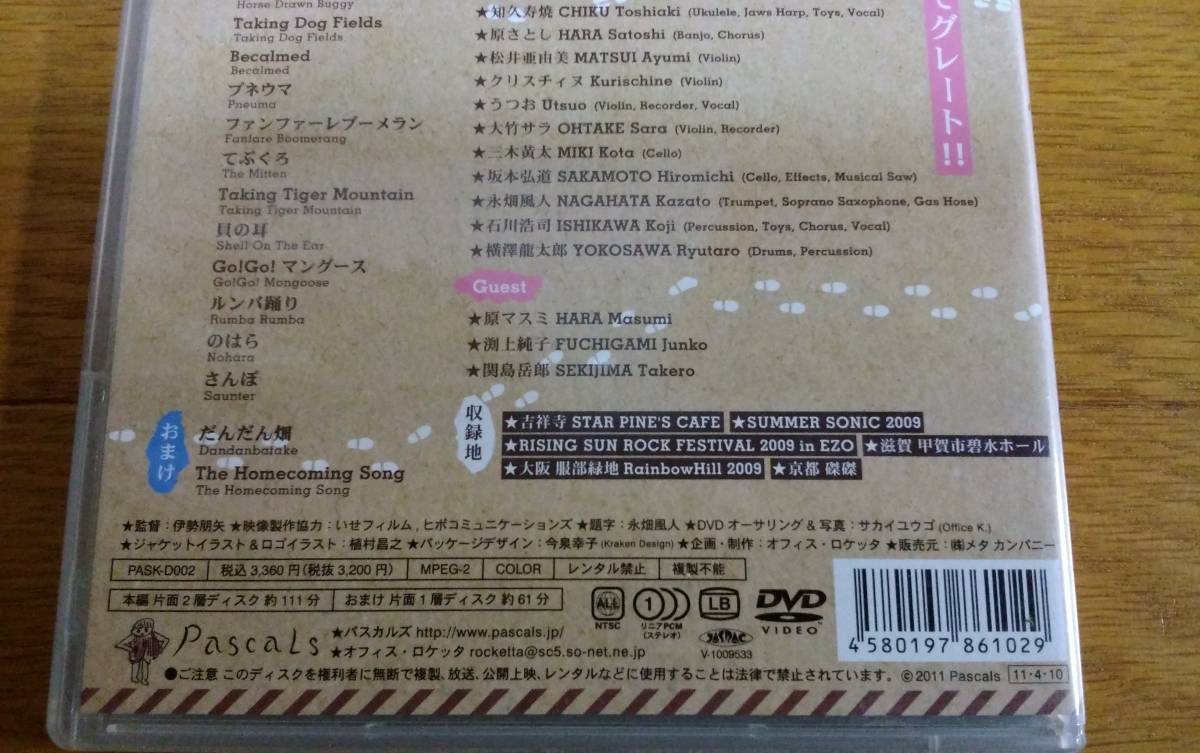 Horse Drawn Buggy
Taking Dog Fields
Taking Dog Fields
Becalmed
Becalmed
プネウマ
Pneuma
ファンファーレブーメラン
Fanfare Boomerang
てぶくろ
The Mitten
Taking Tiger Mountain
Taking Tiger Mountain
貝の耳
Shell On The Ear
Go!Go! マングース
Go!Go! Mongoose
ルンバ踊り
Rumba Rumba
のはら
Nohara
さんぽ
Saunter
おまけ
だんだん畑
Dandanbatake
The Homecoming Song
The Homecoming Song
★知久寿焼 CHIKU Toshiaki (Ukulele, Jaws Harp, Toys, Vocal)
★原さとし HARA Satoshi (Banjo, Chorus)
★松井亜由美 MATSUI Ayumi (Violin)
★クリスチィヌ Kurischine (Violin)
★うつお Utsuo (Violin, Recorder, Vocal)
★大竹サラ OHTAKE Sara (Violin, Recorder)
★三木黄太 MIKI Kota (Cello)
★坂本弘道 SAKAMOTO Hiromichi (Cello, Effects, Musical Saw)
★永畑風人 NAGAHATA Kazato (Trumpet, Soprano Saxophone, Gas Hose)
★石川浩司 ISHIKAWA Koji (Percussion, Toys, Chorus, Vocal)
★横澤龍太郎 YOKOSAWA Ryutaro (Drums, Percussion)
Guest
★原マスミ HARA Masumi
★渕上純子 FUCHIGAMI Junko
★関島岳郎 SEKIJIMA Takero
収録地
★吉祥寺 STAR PINE'S CAFE ★SUMMER SONIC 2009
★RISING SUN ROCK FESTIVAL 2009 in EZO ★滋賀 甲賀市碧水ホール
★大阪 服部緑地 RainbowHill 2009 ★京都 磔磔
てグレート!!
★監督：伊勢朋矢 ★映像製作協力：いせフィルム, ヒポコミュニケーションズ ★題字：永畑風人 ★DVD オーサリング & 写真：サカイユウゴ (Office K.)
★ジャケットイラスト & ロゴイラスト：植村昌之 ★パッケージデザイン：今泉幸子 (Kraken Design) ★企画・制作：オフィス・ロケッタ ★販売元：㈱メタ カンパニー
PASK-D002 税込 3,360 円(税抜 3,200 円) MPEG-2 COLOR レンタル禁止 複製不能
本編 片面 2 層ディスク 約 111 分 おまけ 片面 1 層ディスク 約 61 分
ALL NTSC
1))) リニアPCM (ステレオ)
LB
DVD VIDEO
V-1009533
4 580197 861029
Pascals
★パスカルズ http://www.pascals.jp/
★オフィス・ロケッタ rocketta@sc5.so-net.ne.jp
●ご注意 このディスクを権利者に無断で複製、放送、公開上映、レンタルなどに使用することは法律で禁止されています。 ©2011 Pascals 11・4・10